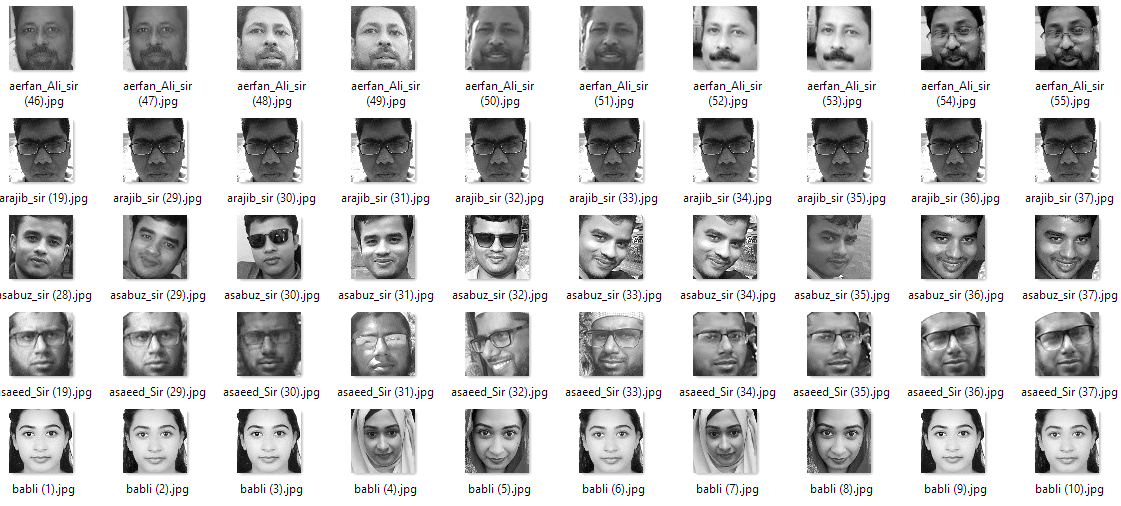 aerfan_Ali_sir aerfan_Ali_sir aerfan_Ali_sir aerfan_Ali_sir aerfan_Ali_sir aerfan_Ali_sir aerfan_Ali_sir aerfan_Ali_sir aerfan_Ali_sir aerfan_Ali_sir
(46).jpg (47).jpg (48).jpg (49).jpg (50).jpg (51).jpg (52).jpg (53).jpg (54).jpg (55).jpg
arajib_sir (19).jpg arajib_sir (29).jpg arajib_sir (30).jpg arajib_sir (31).jpg arajib_sir (32).jpg arajib_sir (33).jpg arajib_sir (34).jpg arajib_sir (35).jpg arajib_sir (36).jpg arajib_sir (37).jpg
asabuz_sir (28).jpg asabuz_sir (29).jpg asabuz_sir (30).jpg asabuz_sir (31).jpg asabuz_sir (32).jpg asabuz_sir (33).jpg asabuz_sir (34).jpg asabuz_sir (35).jpg asabuz_sir (36).jpg asabuz_sir (37).jpg
asaeed_Sir (19).jpg asaeed_Sir (29).jpg asaeed_Sir (30).jpg asaeed_Sir (31).jpg asaeed_Sir (32).jpg asaeed_Sir (33).jpg asaeed_Sir (34).jpg asaeed_Sir (35).jpg asaeed_Sir (36).jpg asaeed_Sir (37).jpg
babli (1).jpg babli (2).jpg babli (3).jpg babli (4).jpg babli (5).jpg babli (6).jpg babli (7).jpg babli (8).jpg babli (9).jpg babli (10).jpg